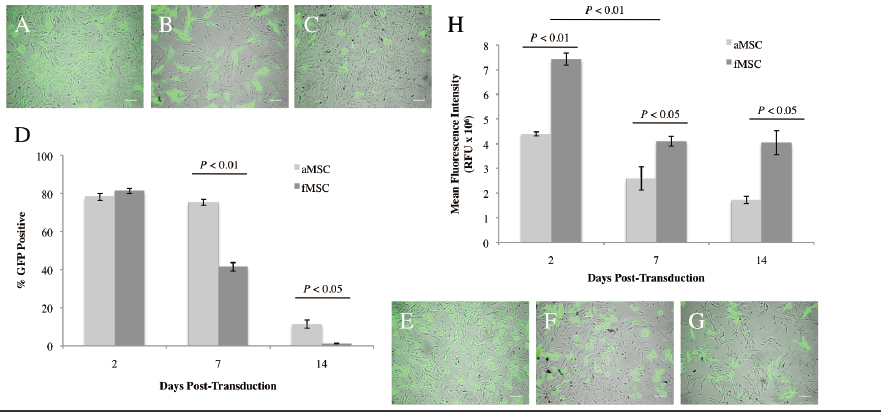 A
B
C
D
100
80
60
40
20
0
% GFP Positive
P < 0.01
P < 0.05
aMSC
fMSC
2
7
14
Days Post-Transduction
H
P < 0.01
P < 0.01
P < 0.05
P < 0.05
aMSC
fMSC
8
7
6
5
4
3
2
1
0
Mean Fluorescence Intensity
(RFU x 10⁶)
2
7
14
Days Post-Transduction
E
F
G